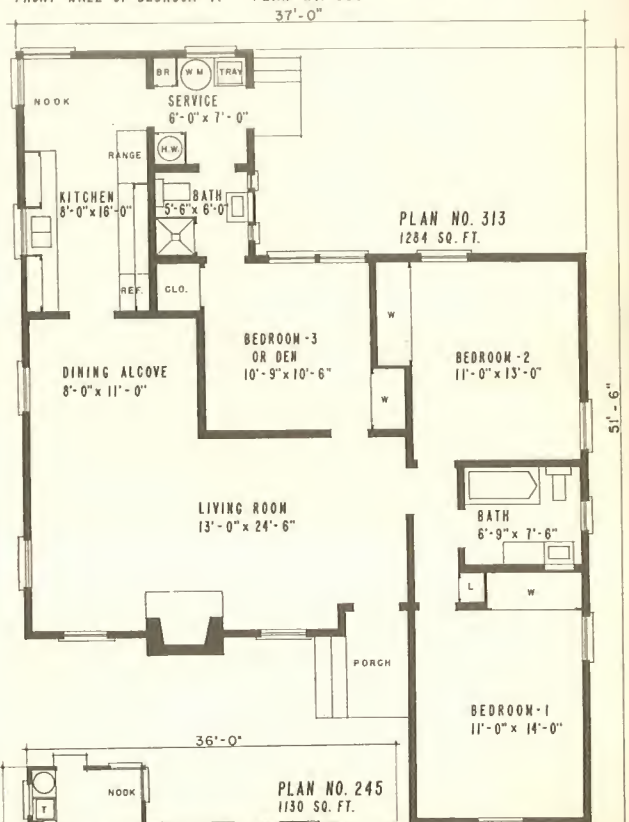 37'-0"
BR
W M
TRAY
NOOK
SERVICE
6'-0" x 7'-0"
H.W.
RANGE
KITCHEN
8'-0" x 16'-0"
BATH
5'-6" x 6'-0"
PLAN NO. 313
1284 SQ. FT.
REF.
CLO.
W
BEDROOM-3
OR DEN
10'-9" x 10'-6"
BEDROOM-2
11'-0" x 13'-0"
DINING ALCOVE
8'-0" x 11'-0"
W
51'-6"
LIVING ROOM
13'-0" x 24'-6"
BATH
6'-9" x 7'-6"
L
W
PORCH
BEDROOM-1
11'-0" x 14'-0"
36'-0"
NOOK
T
PLAN NO. 245
1130 SQ. FT.